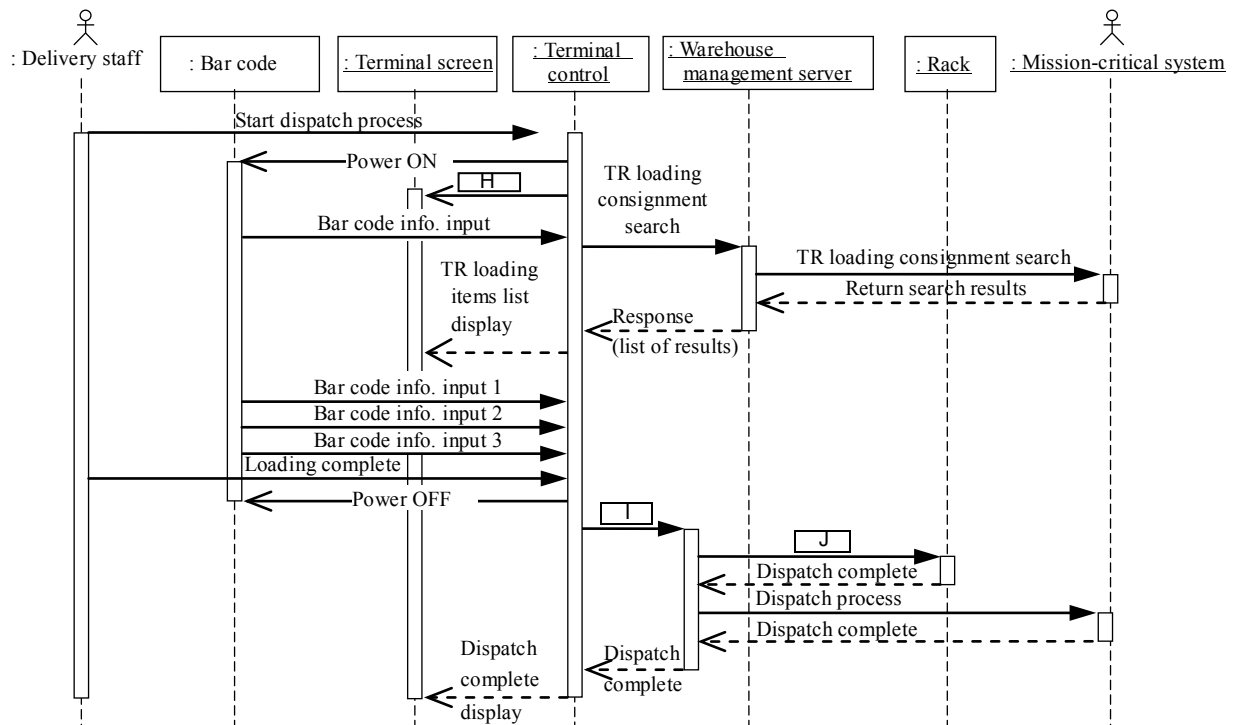 : Delivery staff
: Bar code
: Terminal screen
: Terminal
control
: Warehouse
management server
: Rack
: Mission-critical system
Start dispatch process
Power ON
H
TR loading
consignment
search
Bar code info. input
TR loading consignment search
TR loading
items list
display
Return search results
Response
(list of results)
Bar code info. input 1
Bar code info. input 2
Bar code info. input 3
Loading complete
Power OFF
I
J
Dispatch complete
Dispatch process
Dispatch complete
Dispatch
complete
Dispatch
complete
display